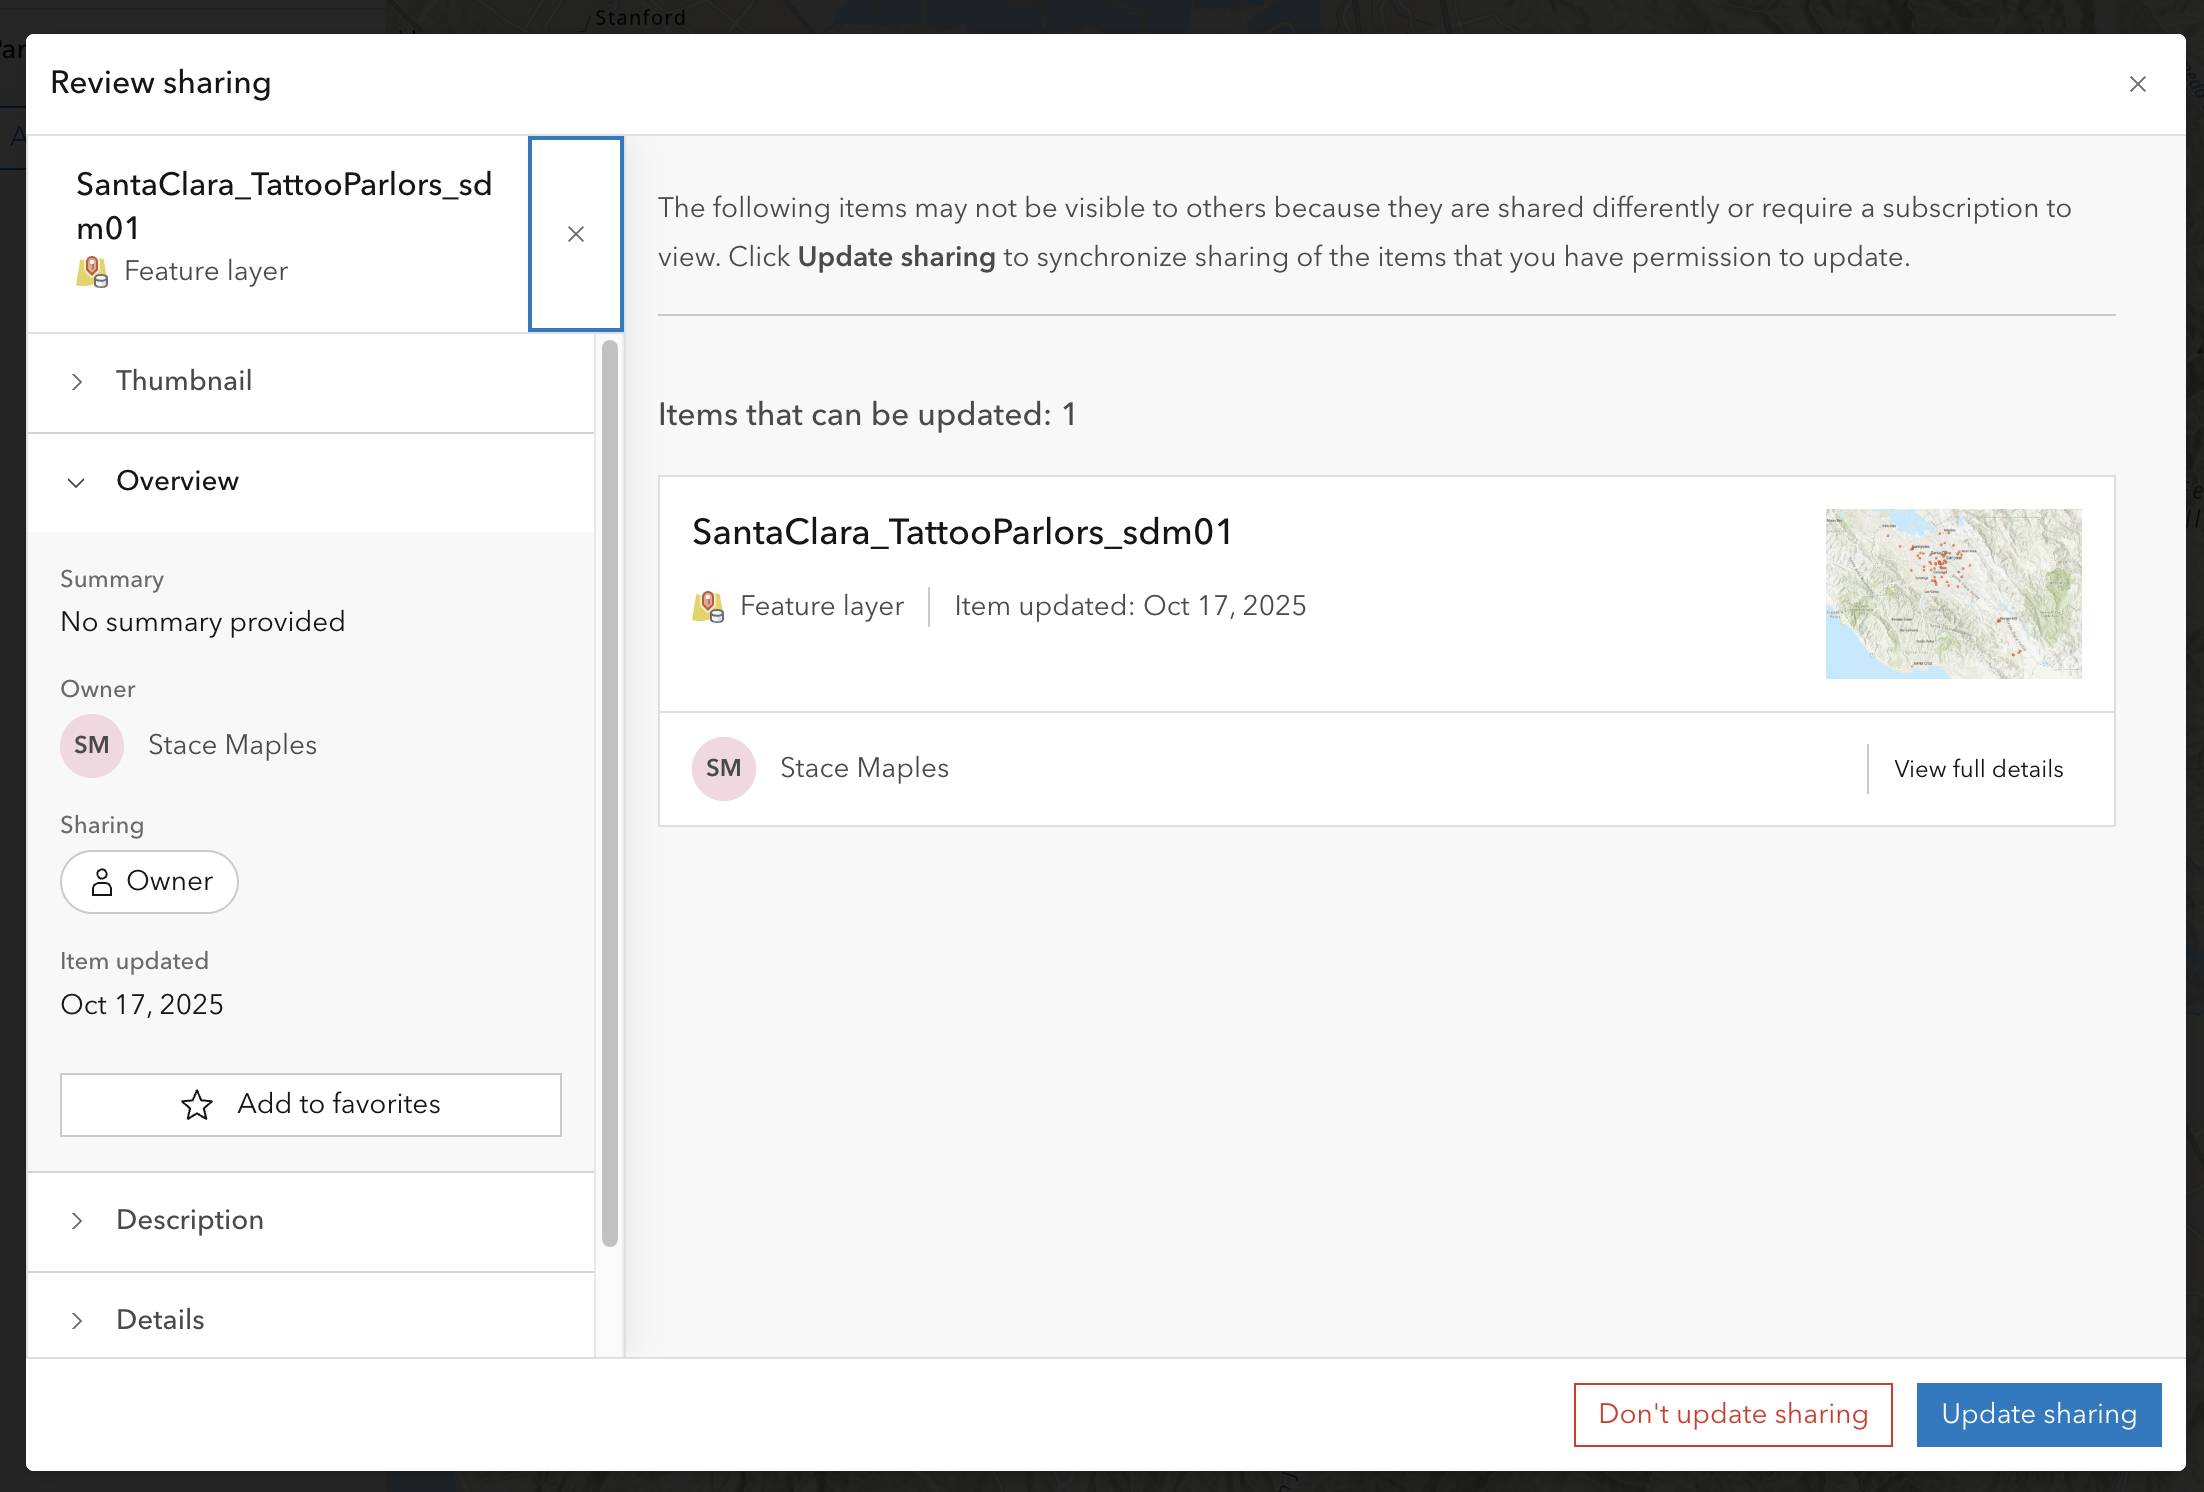 Stanford
Review sharing
SantaClara_TattooParlors_sd
m01
Feature layer
Thumbnail
Overview
Summary
No summary provided
Owner
SM Stace Maples
Sharing
Owner
Item updated
Oct 17, 2025
Add to favorites
Description
Details
The following items may not be visible to others because they are shared differently or require a subscription to
view. Click Update sharing to synchronize sharing of the items that you have permission to update.
Items that can be updated: 1
SantaClara_TattooParlors_sdm01
Feature layer Item updated: Oct 17, 2025
SM Stace Maples
View full details
Don't update sharing Update sharing